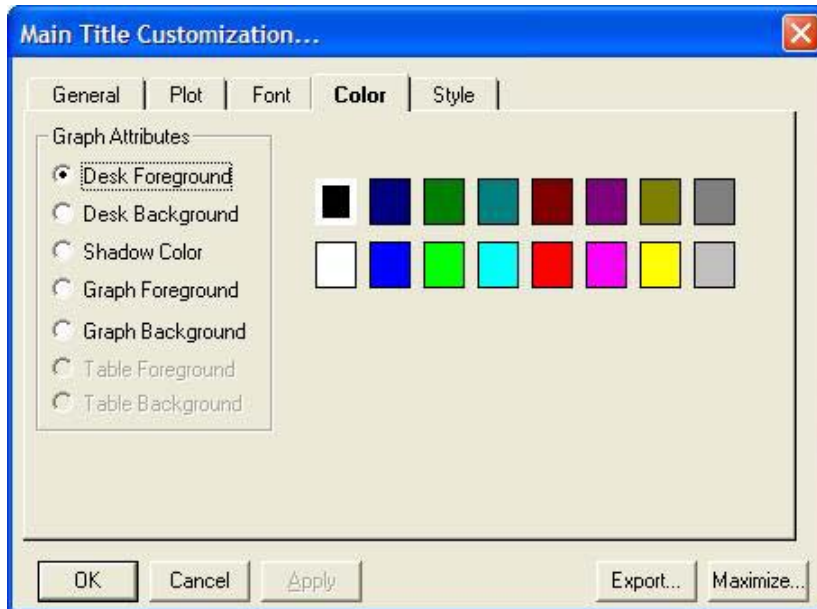 Main Title Customization...
General Plot Font Color Style
Graph Attributes
Desk Foreground
Desk Background
Shadow Color
Graph Foreground
Graph Background
Table Foreground
Table Background
OK Cancel Apply Export... Maximize...